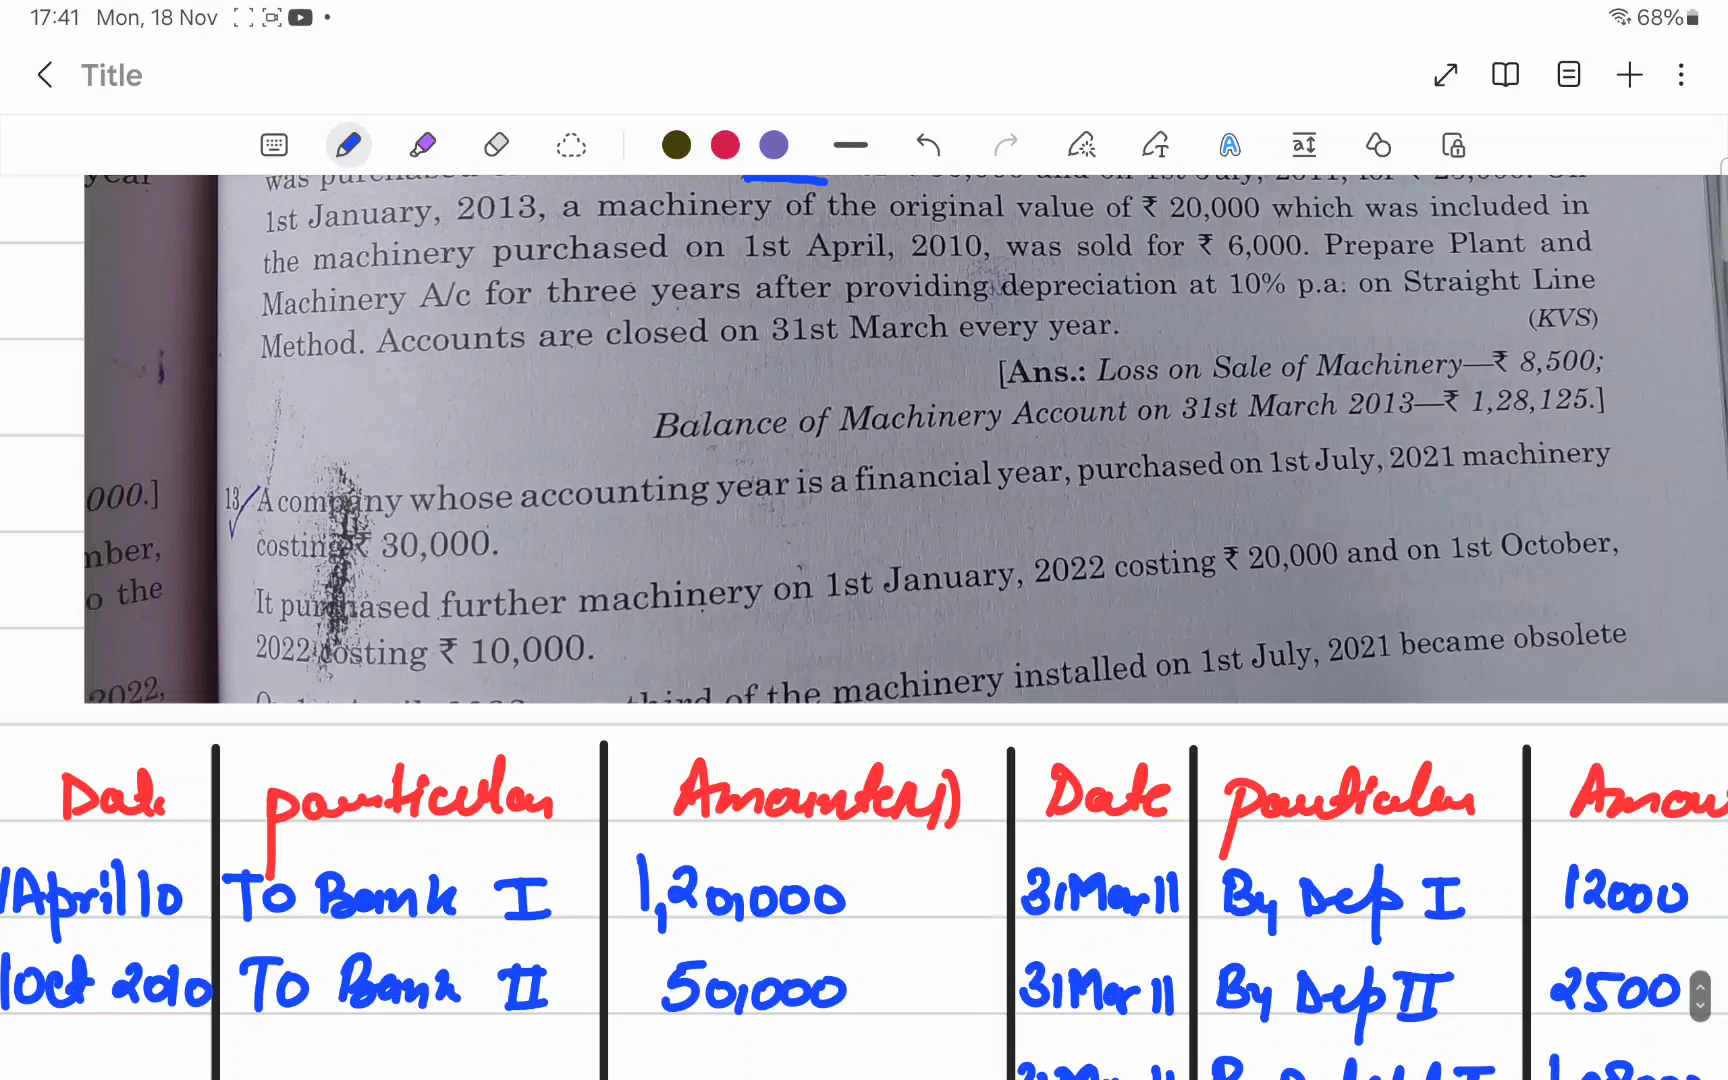 17:41 Mon, 18 Nov
68%
Title
1st January, 2013, a machinery of the original value of ₹ 20,000 which was included in
the machinery purchased on 1st April, 2010, was sold for ₹ 6,000. Prepare Plant and
Machinery A/c for three years after providing depreciation at 10% p.a. on Straight Line
Method. Accounts are closed on 31st March every year.
(KVS)
[Ans.: Loss on Sale of Machinery—₹ 8,500;
Balance of Machinery Account on 31st March 2013—₹ 1,28,125.]
000.]
13. A company whose accounting year is a financial year, purchased on 1st July, 2021 machinery
costing ₹ 30,000.
nber,
o the
It purchased further machinery on 1st January, 2022 costing ₹ 20,000 and on 1st October,
2022 costing ₹ 10,000.
2022,
third of the machinery installed on 1st July, 2021 became obsolete
Date particular Amount(₹) Date particular Amou
1April10 To Bank I 1,20,000 31Mar11 By Dep I 12000
1oct 2010 To Bank II 50,000 31Mar11 By Dep II 2500